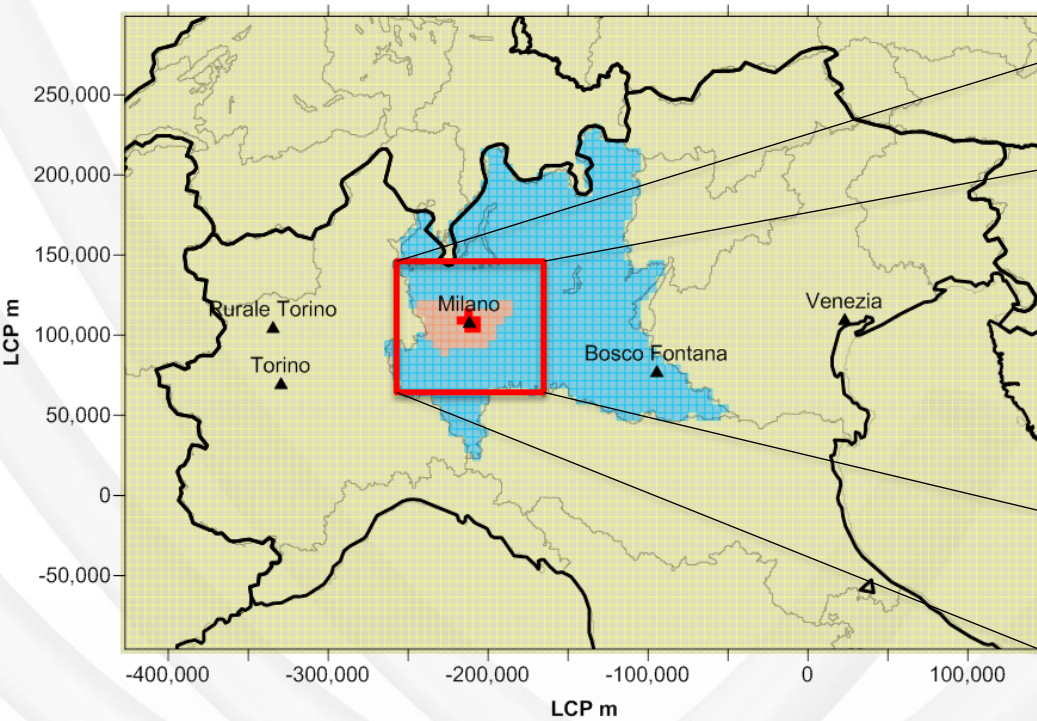 250,000
200,000
150,000
100,000
50,000
0
-50,000
LCP m
Milano
Rurale Torino
Venezia
Bosco Fontana
Torino
-400,000
-300,000
-200,000
-100,000
0
100,000
LCP m